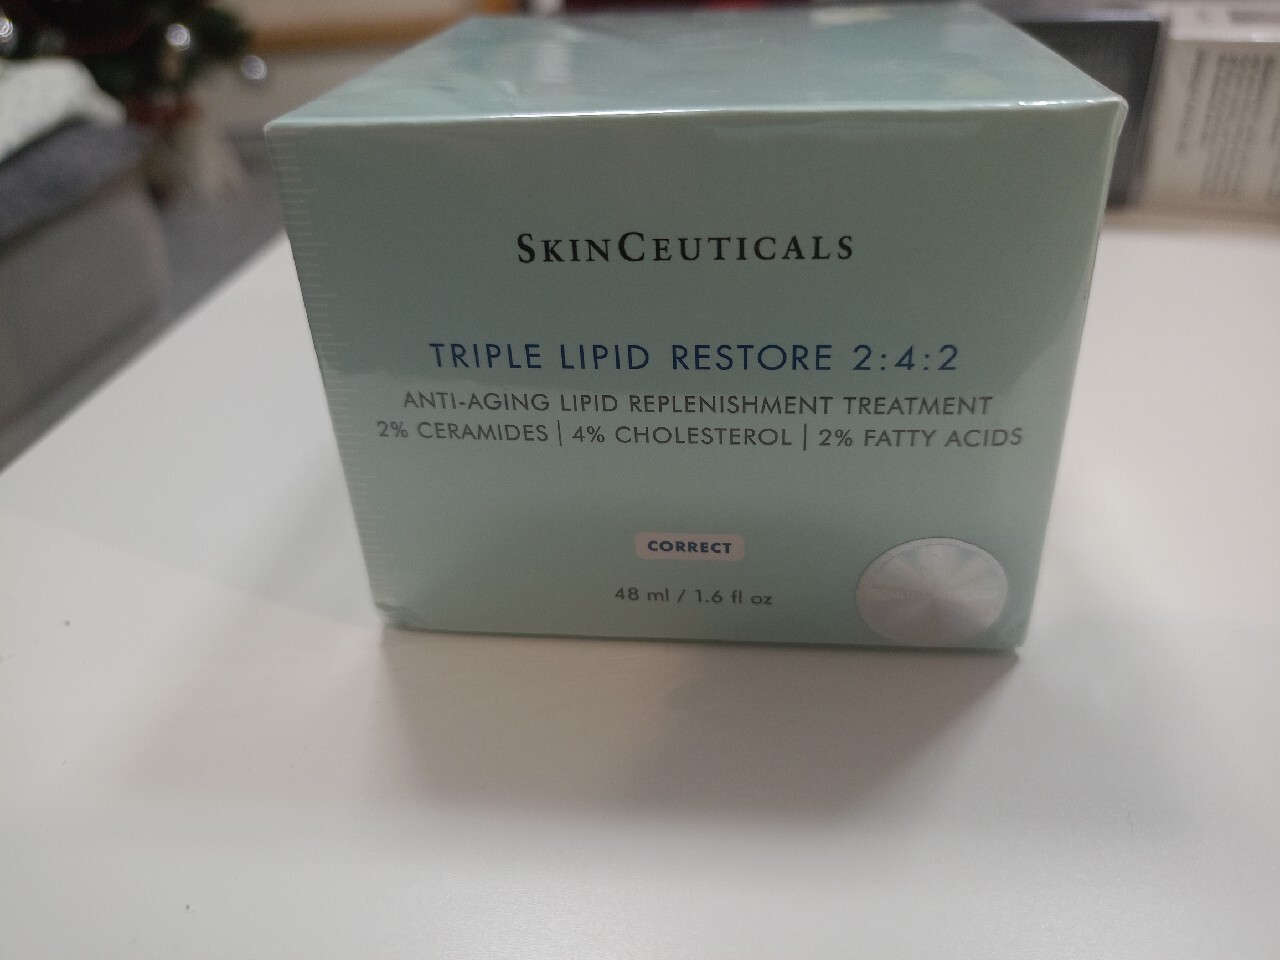 SKINCEUTICALS
TRIPLE LIPID RESTORE 2:4:2
ANTI-AGING LIPID REPLENISHMENT TREATMENT
2% CERAMIDES | 4% CHOLESTEROL | 2% FATTY ACIDS
CORRECT
48 ml / 1.6 fl oz